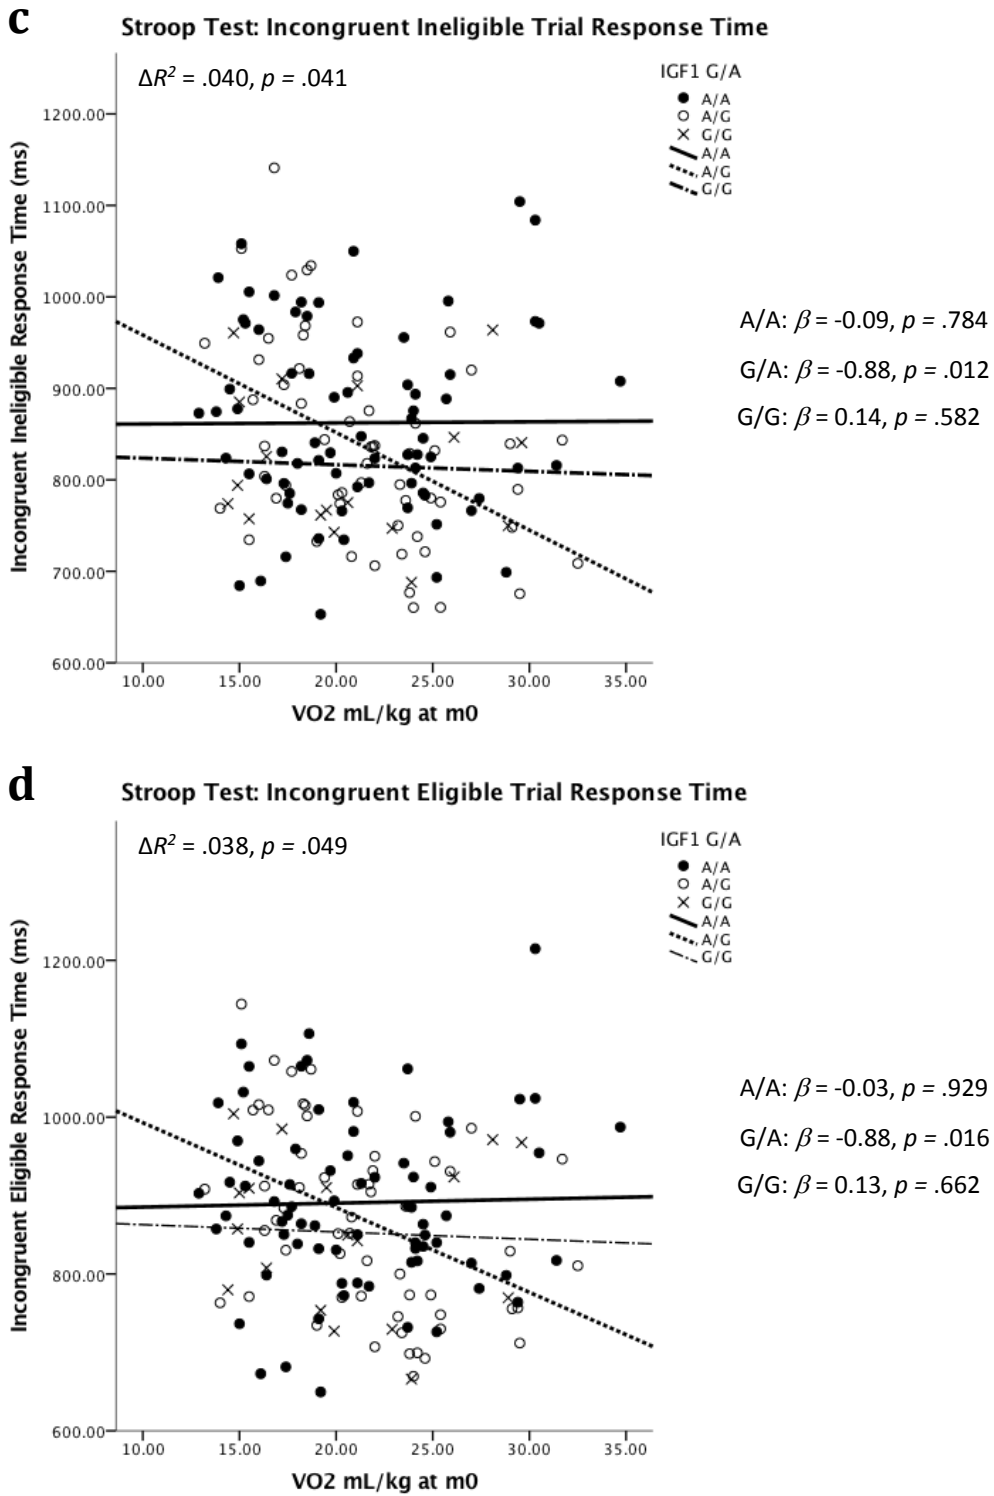 c
Stroop Test: Incongruent Ineligible Trial Response Time
ΔR² = .040, p = .041
IGF1 G/A
A/A
A/G
G/G
A/A
A/G
G/G
Incongruent Ineligible Response Time (ms)
1200.00
1100.00
1000.00
900.00
800.00
700.00
600.00
A/A: β = -0.09, p = .784
G/A: β = -0.88, p = .012
G/G: β = 0.14, p = .582
10.00 15.00 20.00 25.00 30.00 35.00
VO2 mL/kg at m0
d
Stroop Test: Incongruent Eligible Trial Response Time
ΔR² = .038, p = .049
IGF1 G/A
A/A
A/G
G/G
A/A
A/G
G/G
Incongruent Eligible Response Time (ms)
1200.00
1000.00
800.00
600.00
A/A: β = -0.03, p = .929
G/A: β = -0.88, p = .016
G/G: β = 0.13, p = .662
10.00 15.00 20.00 25.00 30.00 35.00
VO2 mL/kg at m0